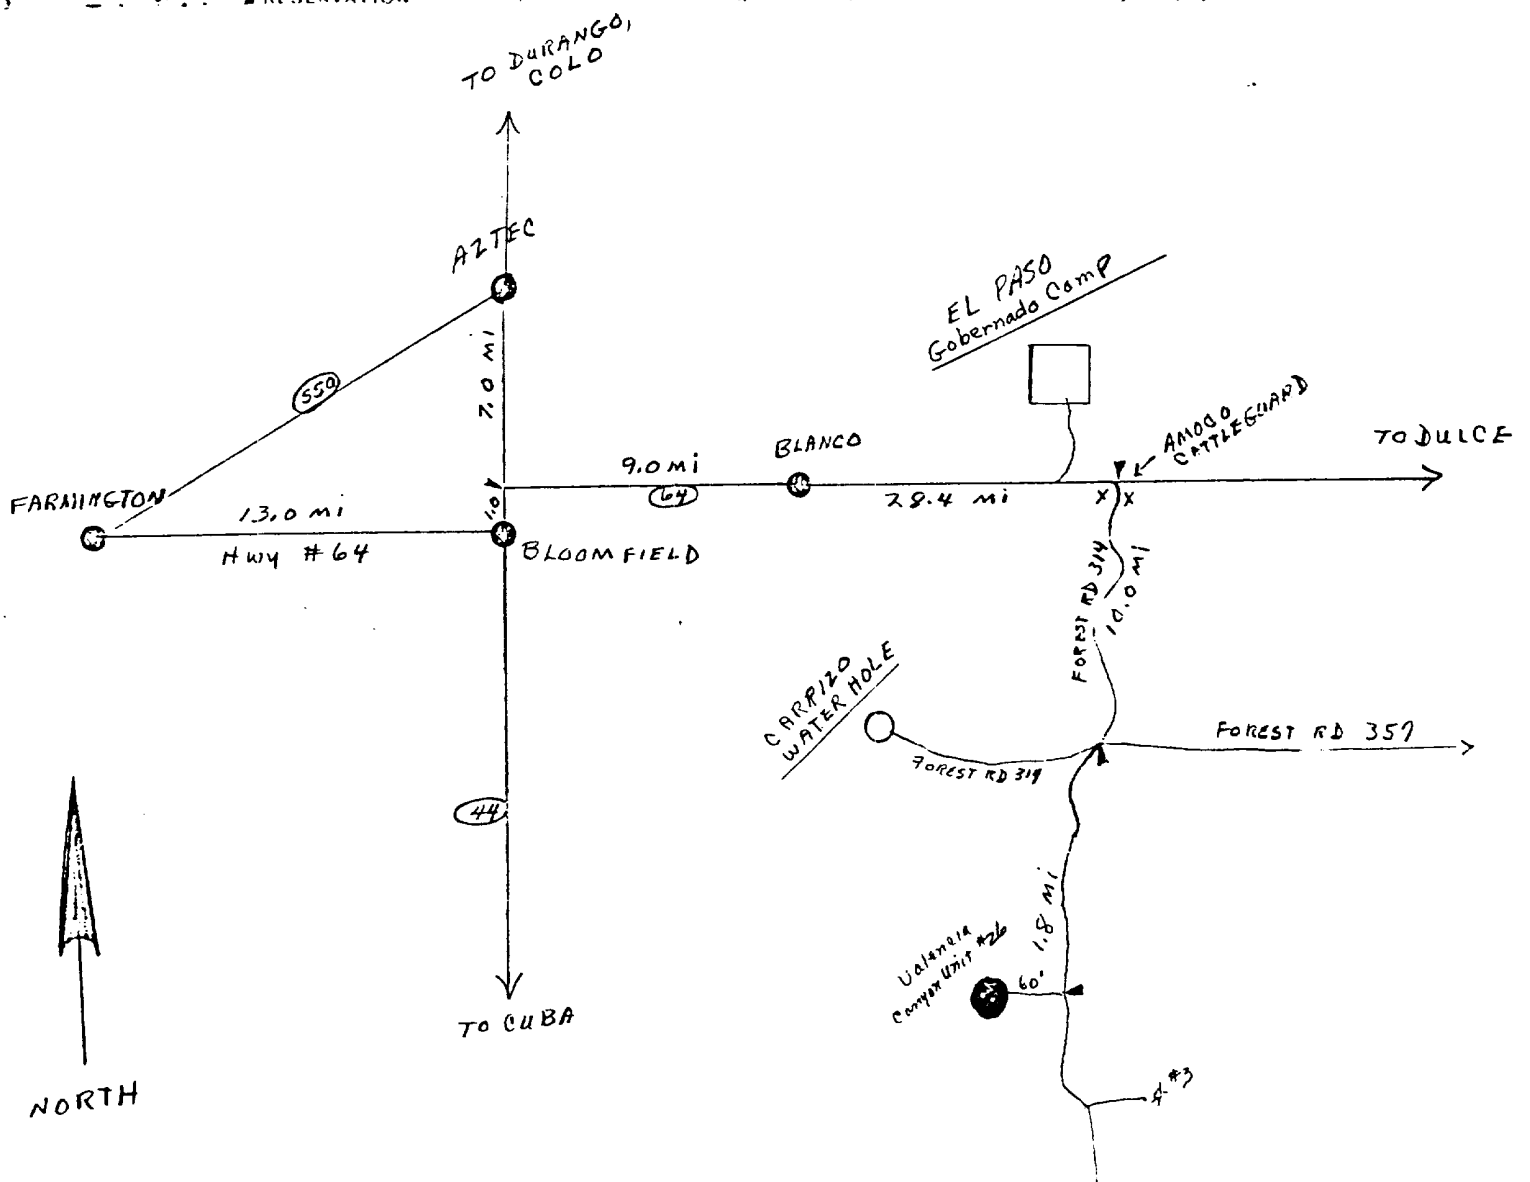 RESERVATION
TO DURANGO,
COLO
AZTEC
550
7.0 mi
EL PASO
Gobernado Comp
AMOCO
CATTLEGUARD
TO DULCE
BLANCO
9.0 mi
64
28.4 mi
X X
FARMINGTON
13.0 mi
Hwy #64
1.0
BLOOMFIELD
FOREST RD 314
10.0 MI
CARRIZO
WATER HOLE
FOREST RD 314
FOREST RD 357
44
1.8 Mi
Valencia
Canyon Unit #26
60'
TO CUBA
#3
NORTH